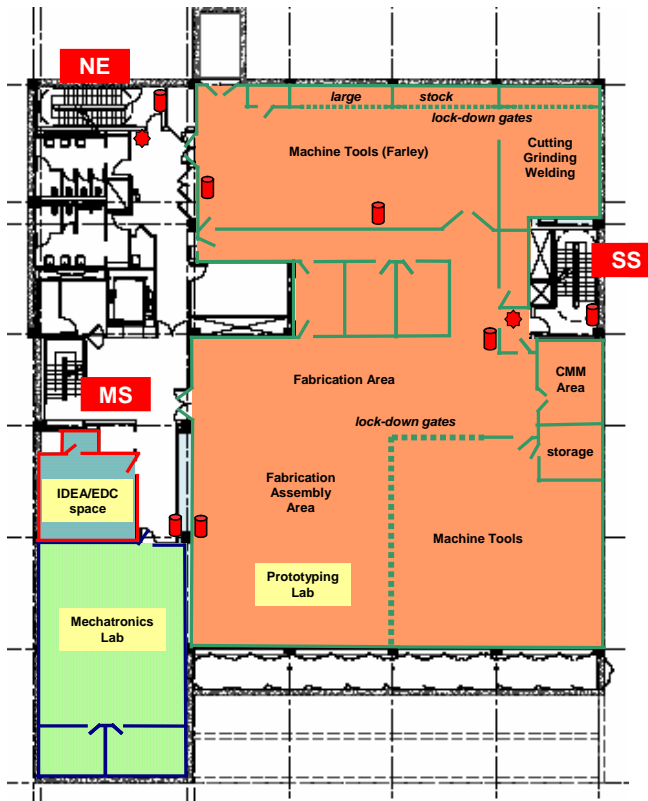 NE
large
stock
lock-down gates
Machine Tools (Farley)
Cutting
Grinding
Welding
SS
MS
Fabrication Area
CMM
Area
lock-down gates
storage
IDEA/EDC
space
Fabrication
Assembly
Area
Machine Tools
Prototyping
Lab
Mechatronics
Lab